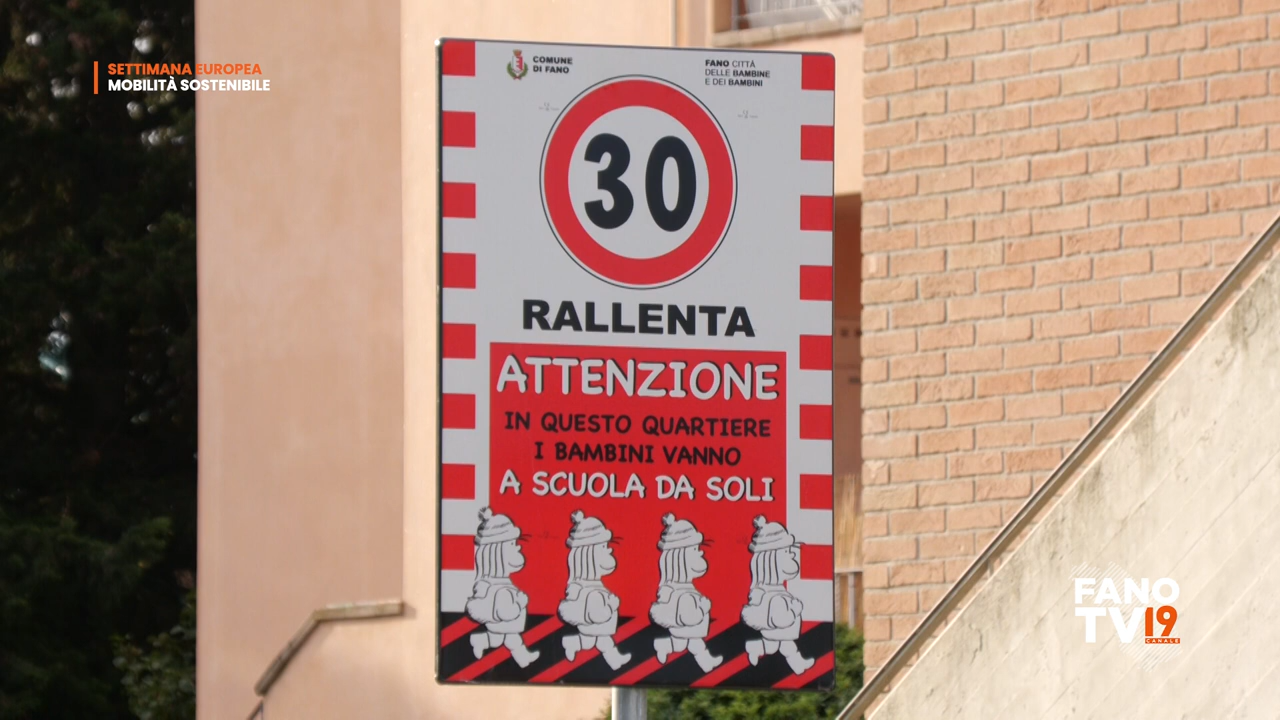 SETTIMANA EUROPEA
MOBILITÀ SOSTENIBILE
COMUNE
DI FANO
FANO CITTÀ
DELLE BAMBINE
E DEI BAMBINI
30
RALLENTA
ATTENZIONE
IN QUESTO QUARTIERE
I BAMBINI VANNO
A SCUOLA DA SOLI
FANO
TV19
CANALE